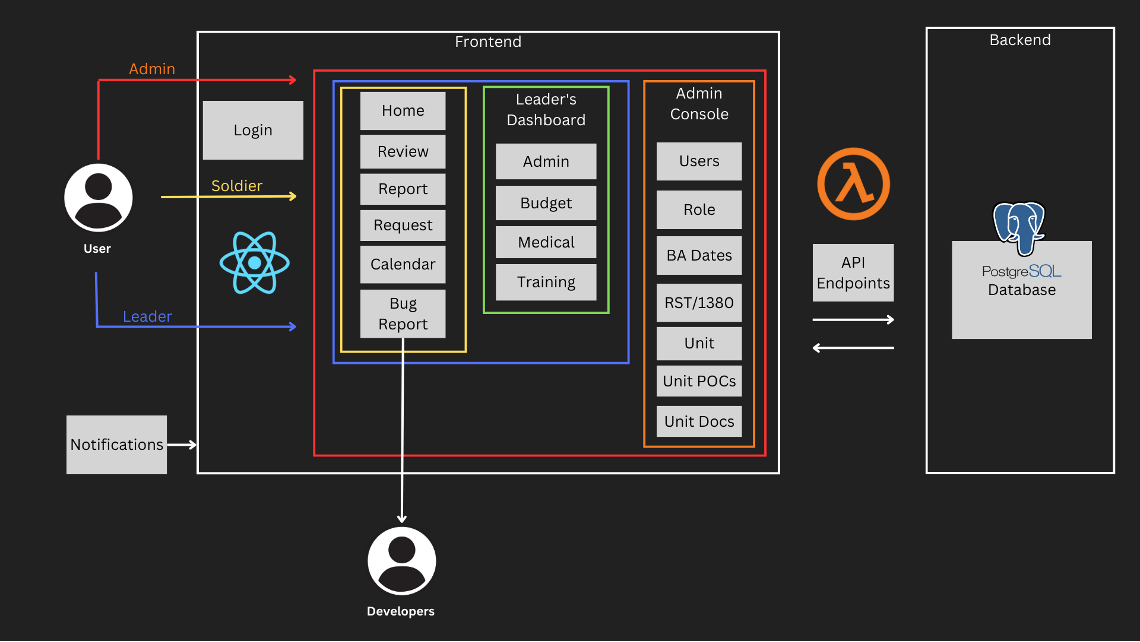 Frontend
Backend
Admin
Login
Soldier
User
Leader
Notifications
Home
Review
Report
Request
Calendar
Bug
Report
Leader's
Dashboard
Admin
Budget
Medical
Training
Admin
Console
Users
Role
BA Dates
RST/1380
Unit
Unit POCs
Unit Docs
API
Endpoints
PostgreSQL
Database
Developers